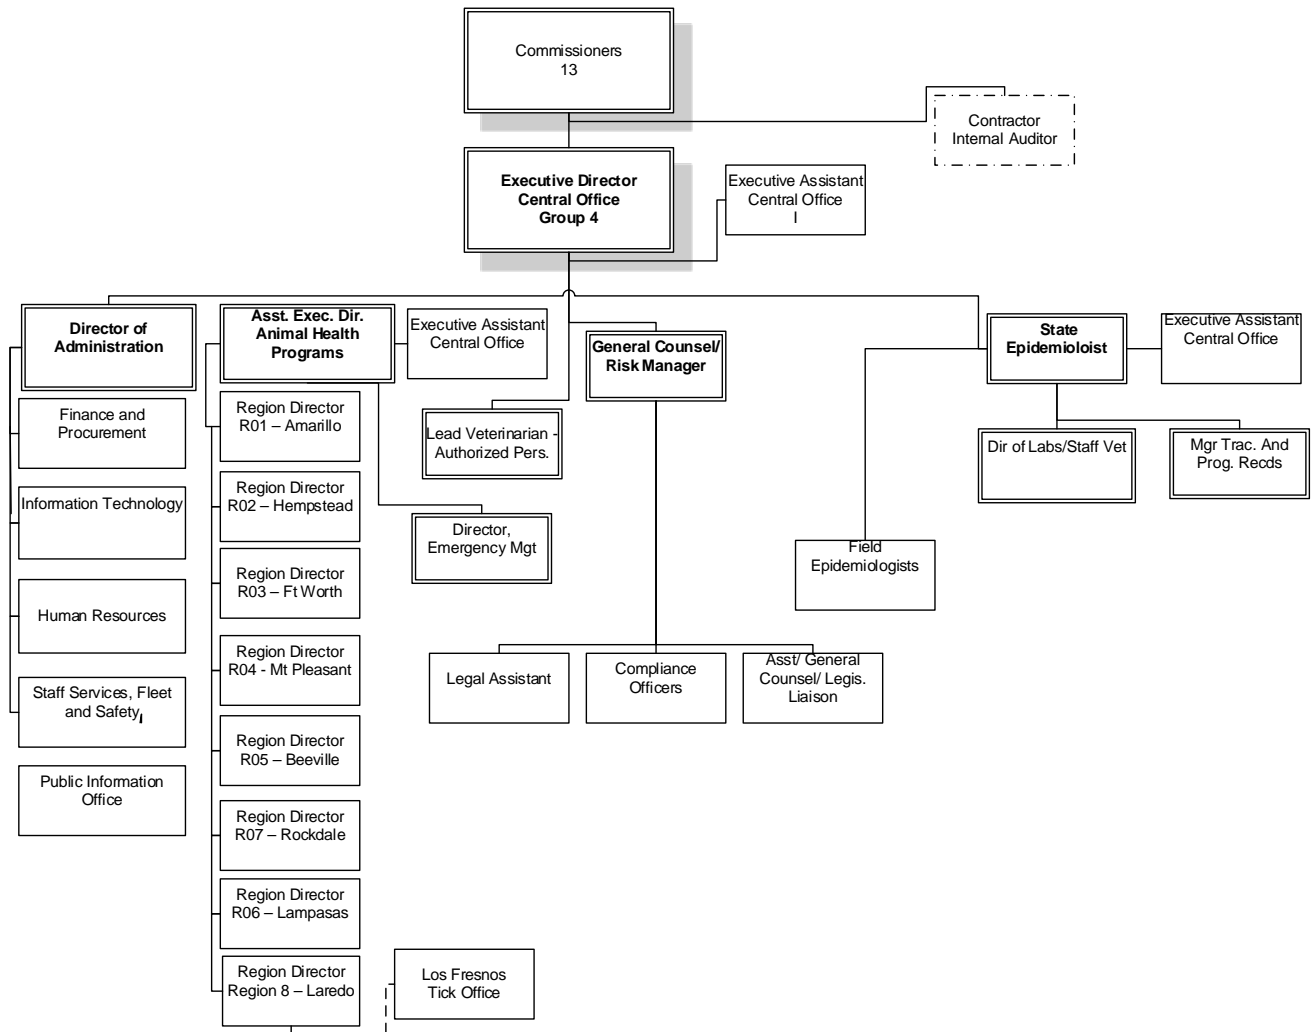 Commissioners
13
Contractor
Internal Auditor
Executive Director
Central Office
Group 4
Executive Assistant
Central Office
I
Director of
Administration
Asst. Exec. Dir.
Animal Health
Programs
Executive Assistant
Central Office
General Counsel/
Risk Manager
State
Epidemioloist
Executive Assistant
Central Office
Finance and
Procurement
Information Technology
Human Resources
Staff Services, Fleet
and Safety,
Public Information
Office
Region Director
R01 – Amarillo
Region Director
R02 – Hempstead
Region Director
R03 – Ft Worth
Region Director
R04 - Mt Pleasant
Region Director
R05 – Beeville
Region Director
R07 – Rockdale
Region Director
R06 – Lampasas
Region Director
Region 8 – Laredo
Los Fresnos
Tick Office
Lead Veterinarian -
Authorized Pers.
Director,
Emergency Mgt
Legal Assistant
Compliance
Officers
Asst/ General
Counsel/ Legis.
Liaison
Field
Epidemiologists
Dir of Labs/Staff Vet
Mgr Trac. And
Prog. Recds